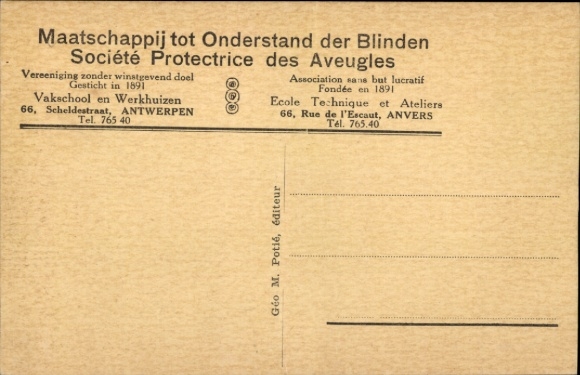 Maatschappij tot Onderstand der Blinden
Société Protectrice des Aveugles
Vereeniging zonder winstgevend doel
Gesticht in 1891
Vakschool en Werkhuizen
66, Scheldestraat, ANTWERPEN
Tel. 765 40
Association sans but lucratif
Fondée en 1891
Ecole Technique et Ateliers
66, Rue de l'Escaut, ANVERS
Tél. 765.40
Géo M. Potié, éditeur